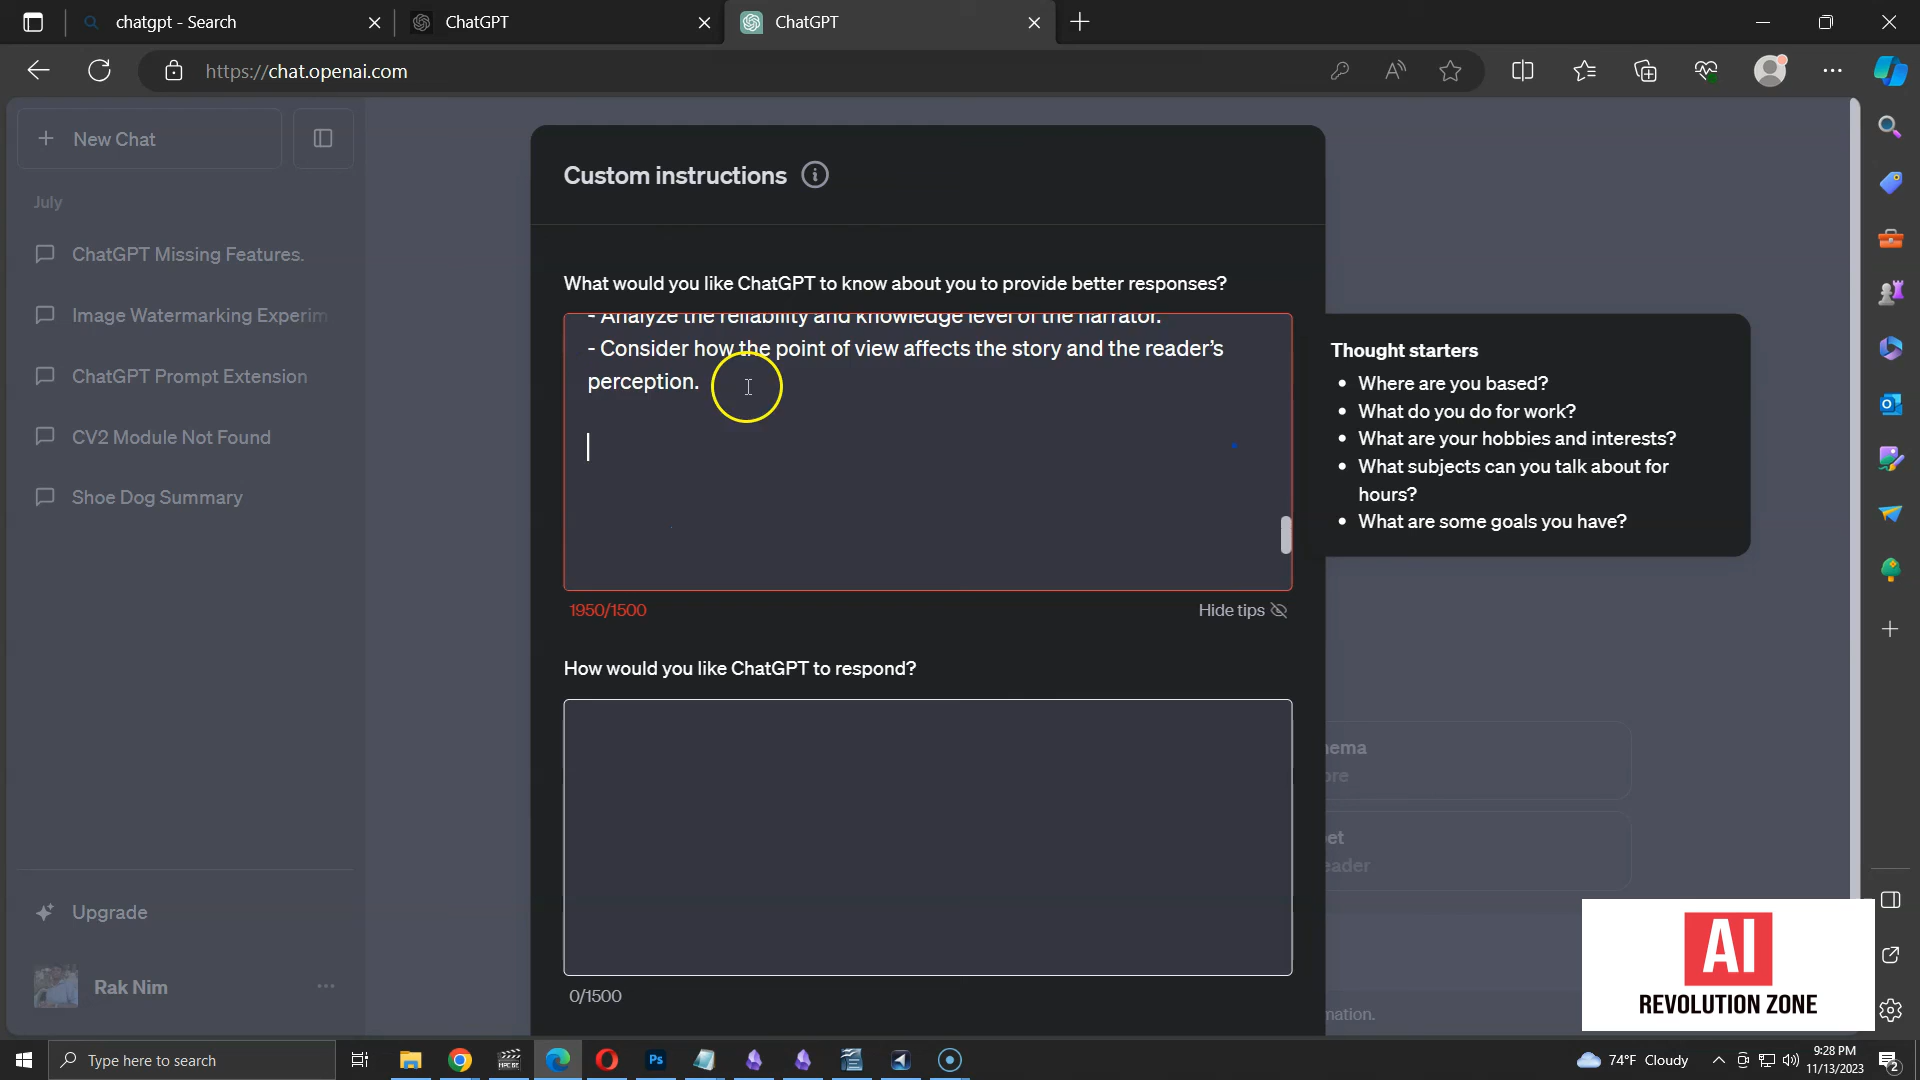 chatgpt - Search
ChatGPT
ChatGPT
https://chat.openai.com
New Chat
July
ChatGPT Missing Features.
Image Watermarking Experim
ChatGPT Prompt Extension
CV2 Module Not Found
Shoe Dog Summary
Upgrade
Rak Nim
Custom instructions
What would you like ChatGPT to know about you to provide better responses?
- Analyze the reliability and knowledge level of the narrator.
- Consider how the point of view affects the story and the reader's
perception.
1950/1500
Hide tips
Thought starters
• Where are you based?
• What do you do for work?
• What are your hobbies and interests?
• What subjects can you talk about for
hours?
• What are some goals you have?
How would you like ChatGPT to respond?
0/1500
nema
ore
et
eader
mation.
AI
REVOLUTION ZONE
Type here to search
74°F Cloudy
9:28 PM
11/13/2023
2